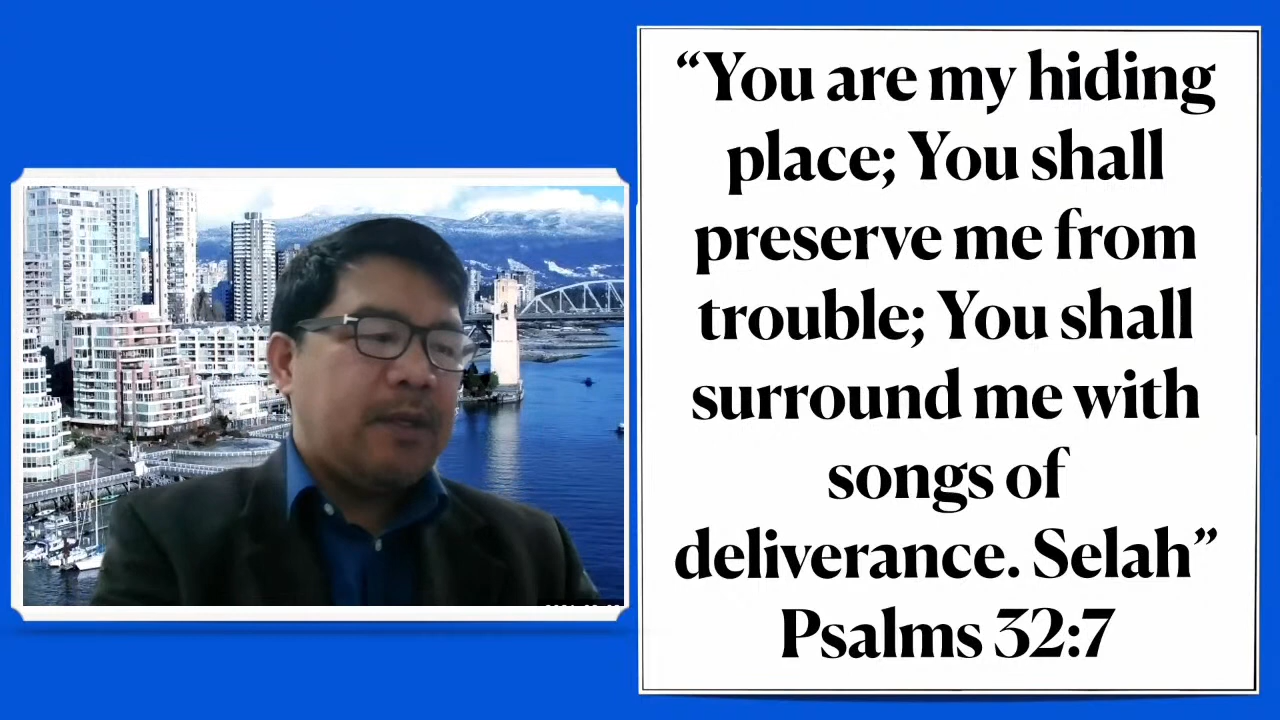 “You are my hiding
place; You shall
preserve me from
trouble; You shall
surround me with
songs of
deliverance. Selah”
Psalms 32:7